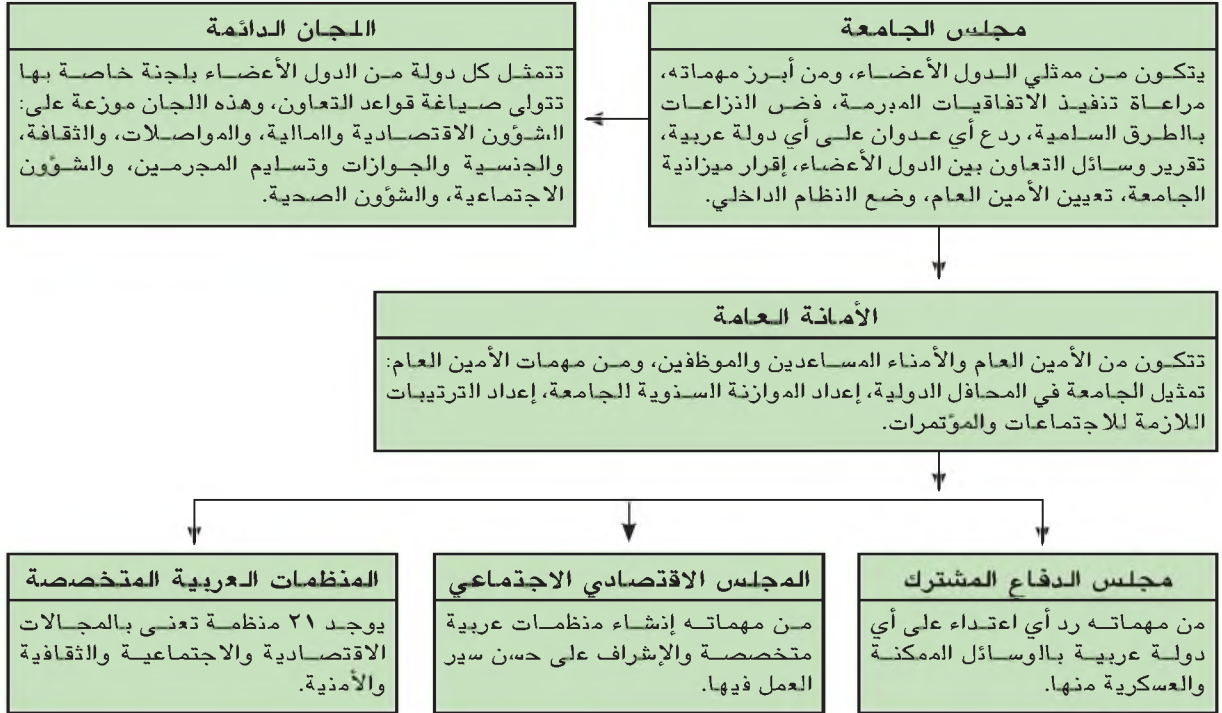 مجلس الجامعة
يتكون من ممثلي الدول الأعضاء، ومن أبرز مهماته،
مراعاة تنفيذ الاتفاقيات المبرمة، فض النزاعات
بالطرق السلمية، ردع أي عدوان على أي دولة عربية،
تقرير وسائل التعاون بين الدول الأعضاء، إقرار ميزانية
الجامعة، تعيين الأمين العام، وضع النظام الداخلي.
اللجان الدائمة
تتمثل كل دولة من الدول الأعضاء بلجنة خاصة بها
تتولى صياغة قواعد التعاون، وهذه اللجان موزعة على:
الشؤون الاقتصادية والمالية، والمواصلات، والثقافة،
والجنسية والجوازات وتسليم المجرمين، والشؤون
الاجتماعية، والشؤون الصحية.
الأمانة العامة
تتكون من الأمين العام والأمناء المساعدين والموظفين، ومن مهمات الأمين العام:
تمثيل الجامعة في المحافل الدولية، إعداد الموازنة السنوية للجامعة، إعداد الترتيبات
اللازمة للاجتماعات والمؤتمرات.
مجلس الدفاع المشترك
من مهماته رد أي اعتداء على أي
دولة عربية بالوسائل الممكنة
والعسكرية منها.
المجلس الاقتصادي الاجتماعي
من مهماته إنشاء منظمات عربية
متخصصة والإشراف على حسن سير
العمل فيها.
المنظمات العربية المتخصصة
يوجد ٢١ منظمة تعنى بالمجالات
الاقتصادية والاجتماعية والثقافية
والأمنية.